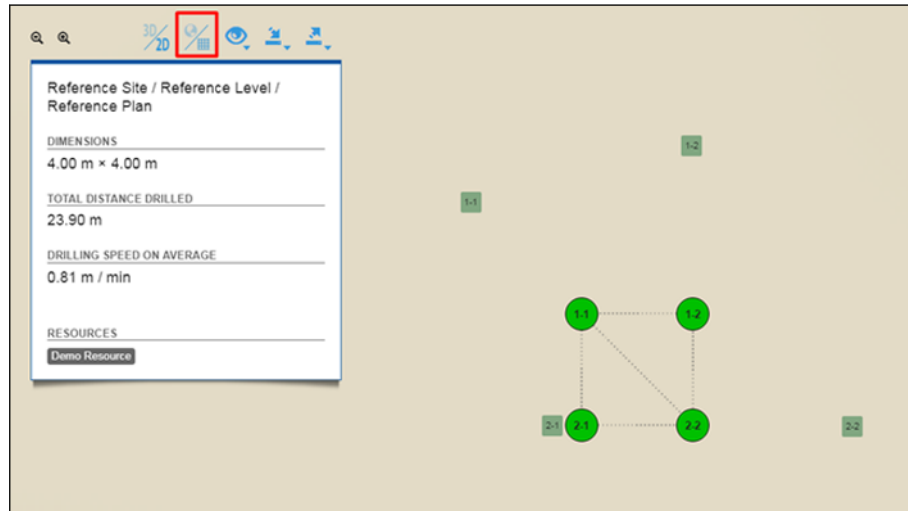 3D/2D
Reference Site / Reference Level /
Reference Plan
DIMENSIONS
4.00 m × 4.00 m
TOTAL DISTANCE DRILLED
23.90 m
DRILLING SPEED ON AVERAGE
0.81 m / min
RESOURCES
Demo Resource
1-2
1-1
1-1
1-2
2-1
2-1
2-2
2-2